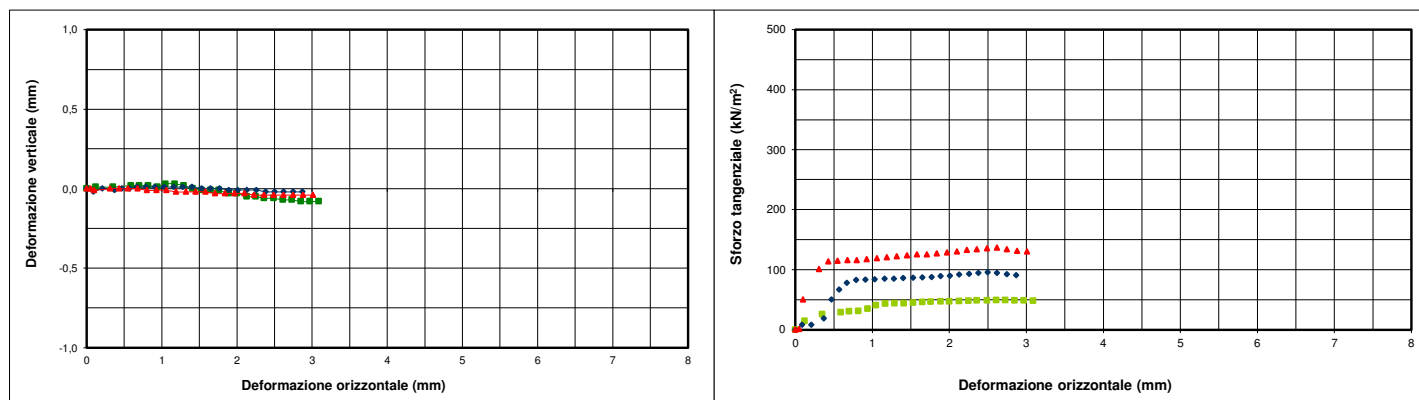 Deformazione verticale (mm)
1,0
0,5
0,0
-0,5
-1,0
0 1 2 3 4 5 6 7 8
Deformazione orizzontale (mm)
Sforzo tangenziale (kN/m²)
500
400
300
200
100
0
0 1 2 3 4 5 6 7 8
Deformazione orizzontale (mm)